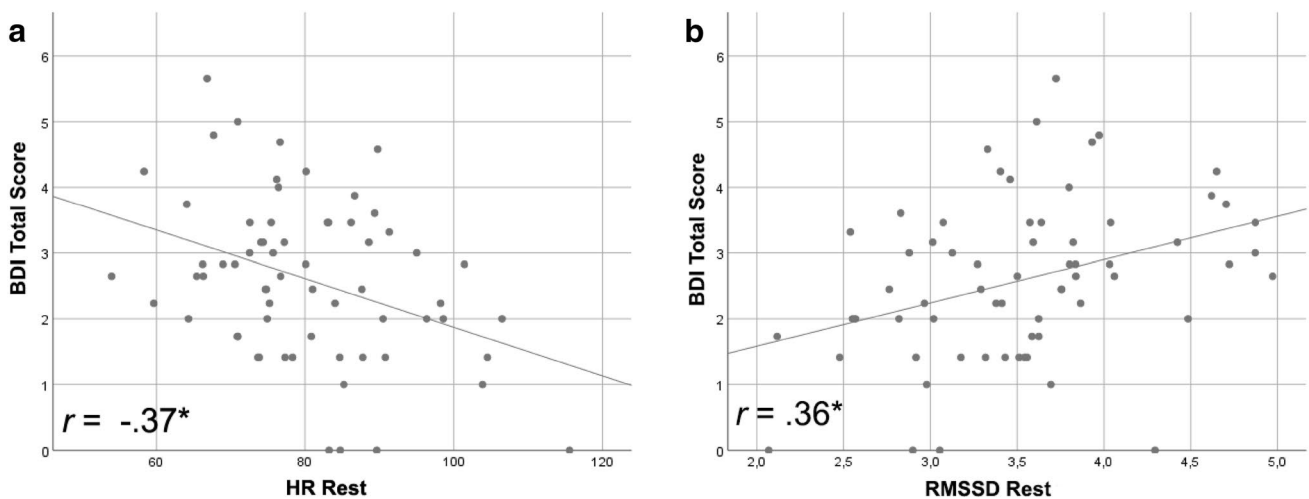 a
BDI Total Score
6
5
4
3
2
1
0
r = -.37*
60 80 100 120
HR Rest
b
BDI Total Score
6
5
4
3
2
1
0
r = .36*
2,0 2,5 3,0 3,5 4,0 4,5 5,0
RMSSD Rest